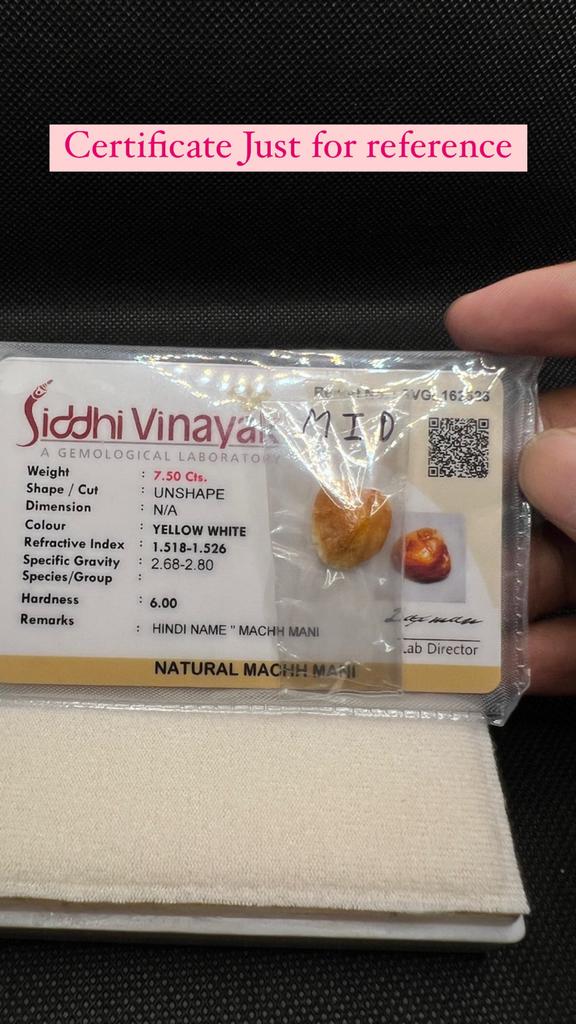 Certificate Just for reference
Siddhi Vinayak
A GEMOLOGICAL LABORATORY
MID
Weight : 7.50 Cts.
Shape / Cut : UNSHAPE
Dimension : N/A
Colour : YELLOW WHITE
Refractive Index : 1.518-1.526
Specific Gravity : 2.68-2.80
Species/Group :
Hardness : 6.00
Remarks : HINDI NAME " MACHH MANI
Lab Director
NATURAL MACHH MANI